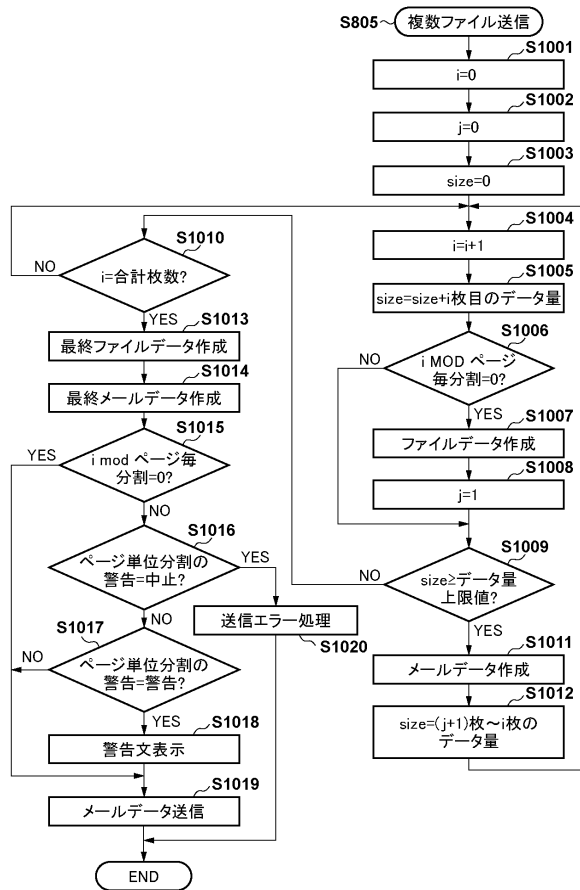 S805
複数ファイル送信
S1001
i=0
S1002
j=0
S1003
size=0
S1004
i=i+1
S1005
size=size+i枚目のデータ量
S1006
i MOD ページ
毎分割=0?
NO
YES
S1007
ファイルデータ作成
S1008
j=1
S1009
size≥データ量
上限値?
NO
YES
S1011
メールデータ作成
S1012
size=(j+1)枚～i枚の
データ量
S1010
i=合計枚数?
NO
YES
S1013
最終ファイルデータ作成
S1014
最終メールデータ作成
S1015
i mod ページ毎
分割=0?
YES
NO
S1016
ページ単位分割の
警告=中止?
YES
NO
送信エラー処理
S1020
S1017
ページ単位分割の
警告=警告?
NO
YES
S1018
警告文表示
S1019
メールデータ送信
END